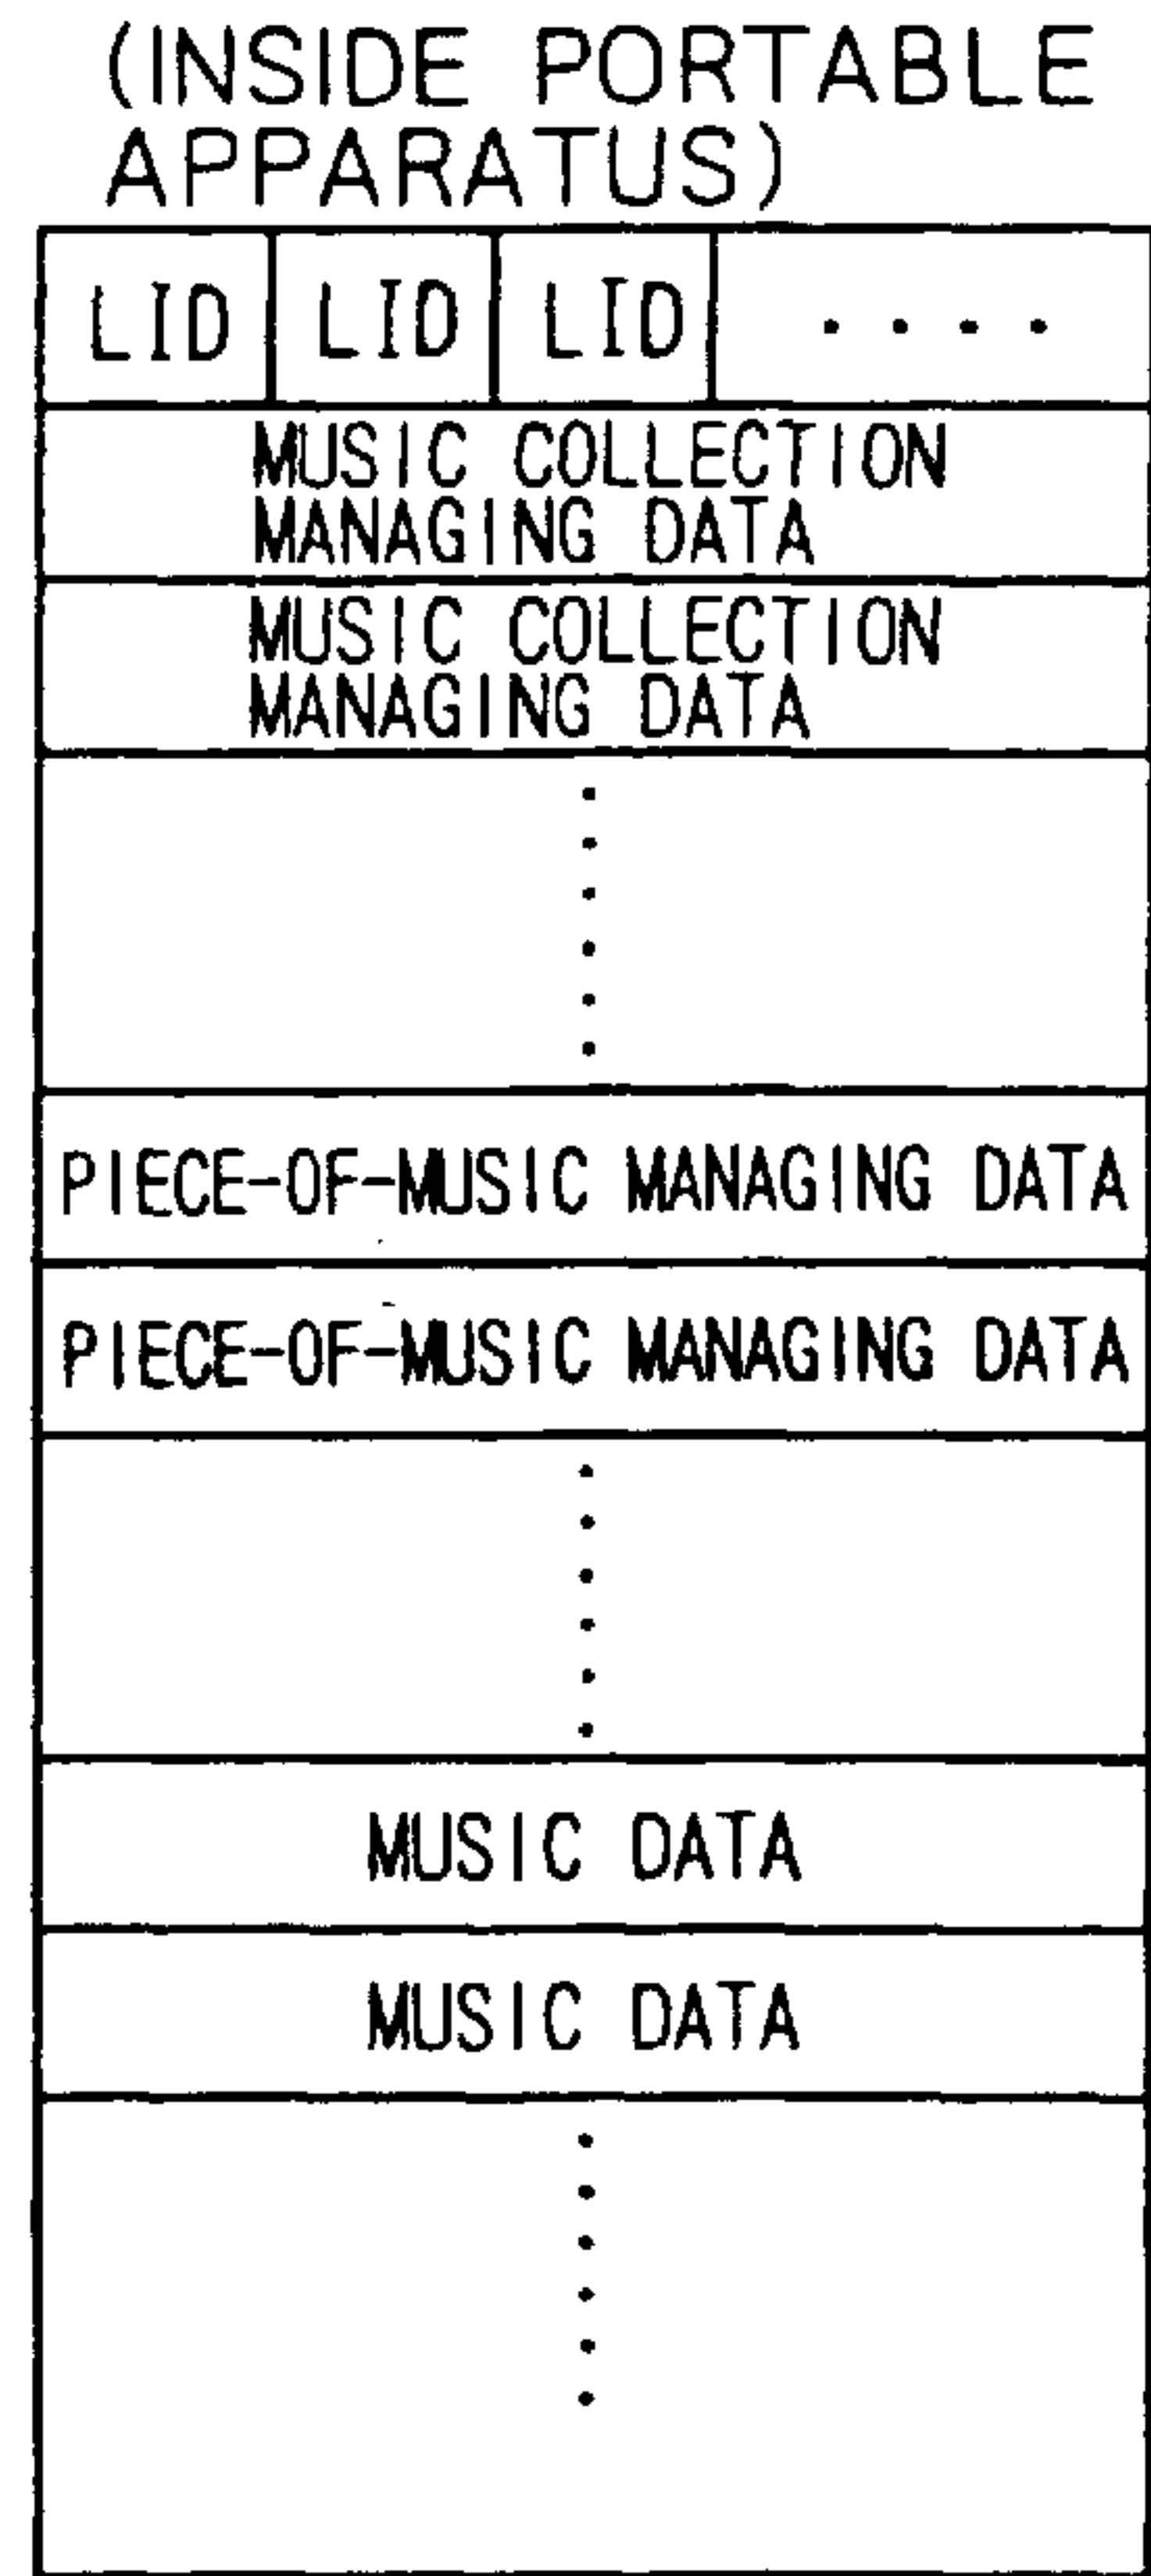 (INSIDE PORTABLE
APPARATUS)
LID LID LID ....
MUSIC COLLECTION
MANAGING DATA
MUSIC COLLECTION
MANAGING DATA
PIECE-OF-MUSIC MANAGING DATA
PIECE-OF-MUSIC MANAGING DATA
MUSIC DATA
MUSIC DATA